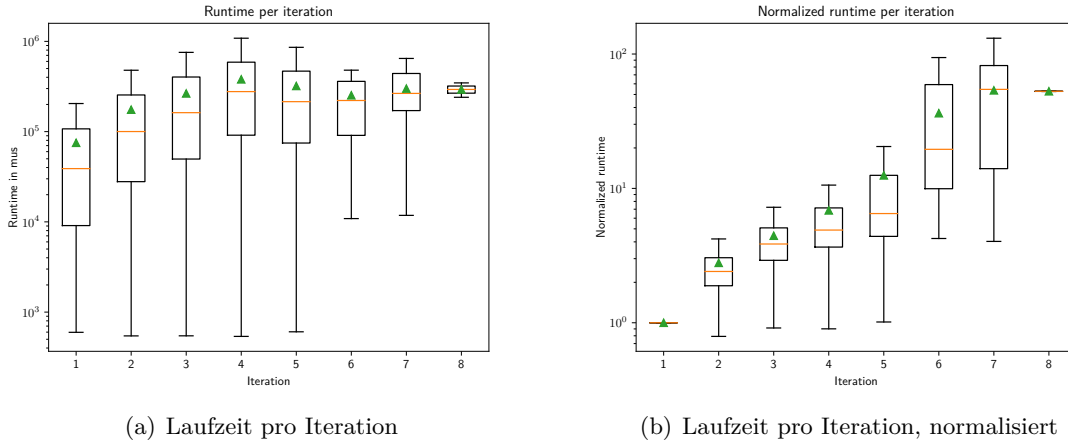 Runtime per iteration
Runtime in mus
10^6
10^5
10^4
10^3
1 2 3 4 5 6 7 8
Iteration
(a) Laufzeit pro Iteration
Normalized runtime per iteration
Normalized runtime
10^2
10^1
10^0
1 2 3 4 5 6 7 8
Iteration
(b) Laufzeit pro Iteration, normalisiert